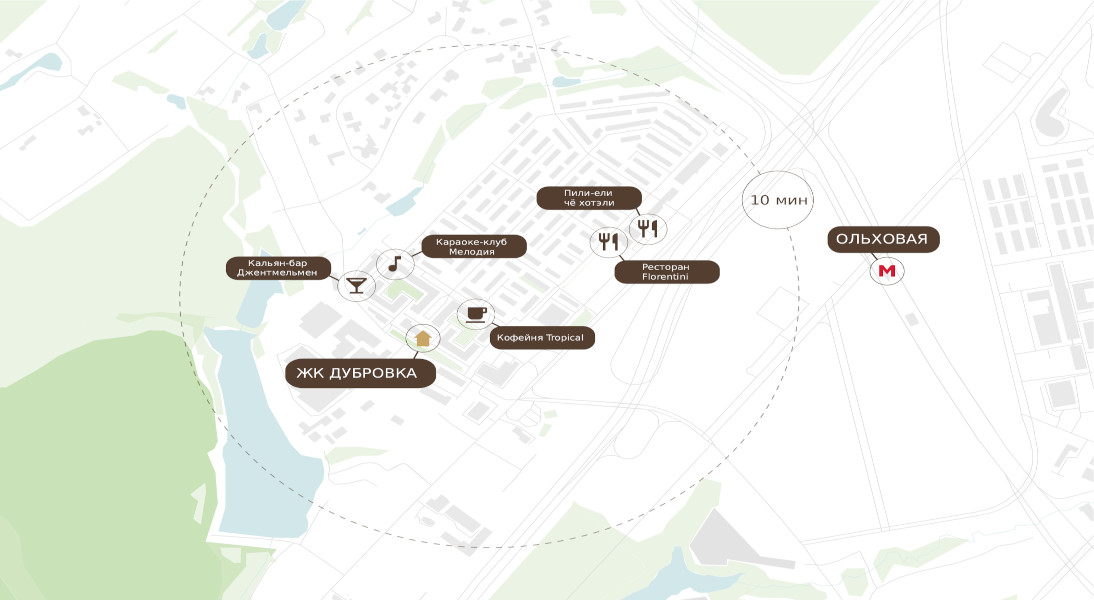 Пили-ели
чё хотэли
10 мин
ОЛЬХОВАЯ
Караоке-клуб
Мелодия
Кальян-бар
Джентмельмен
Ресторан
Florentini
Кофейня Tropical
ЖК ДУБРОВКА